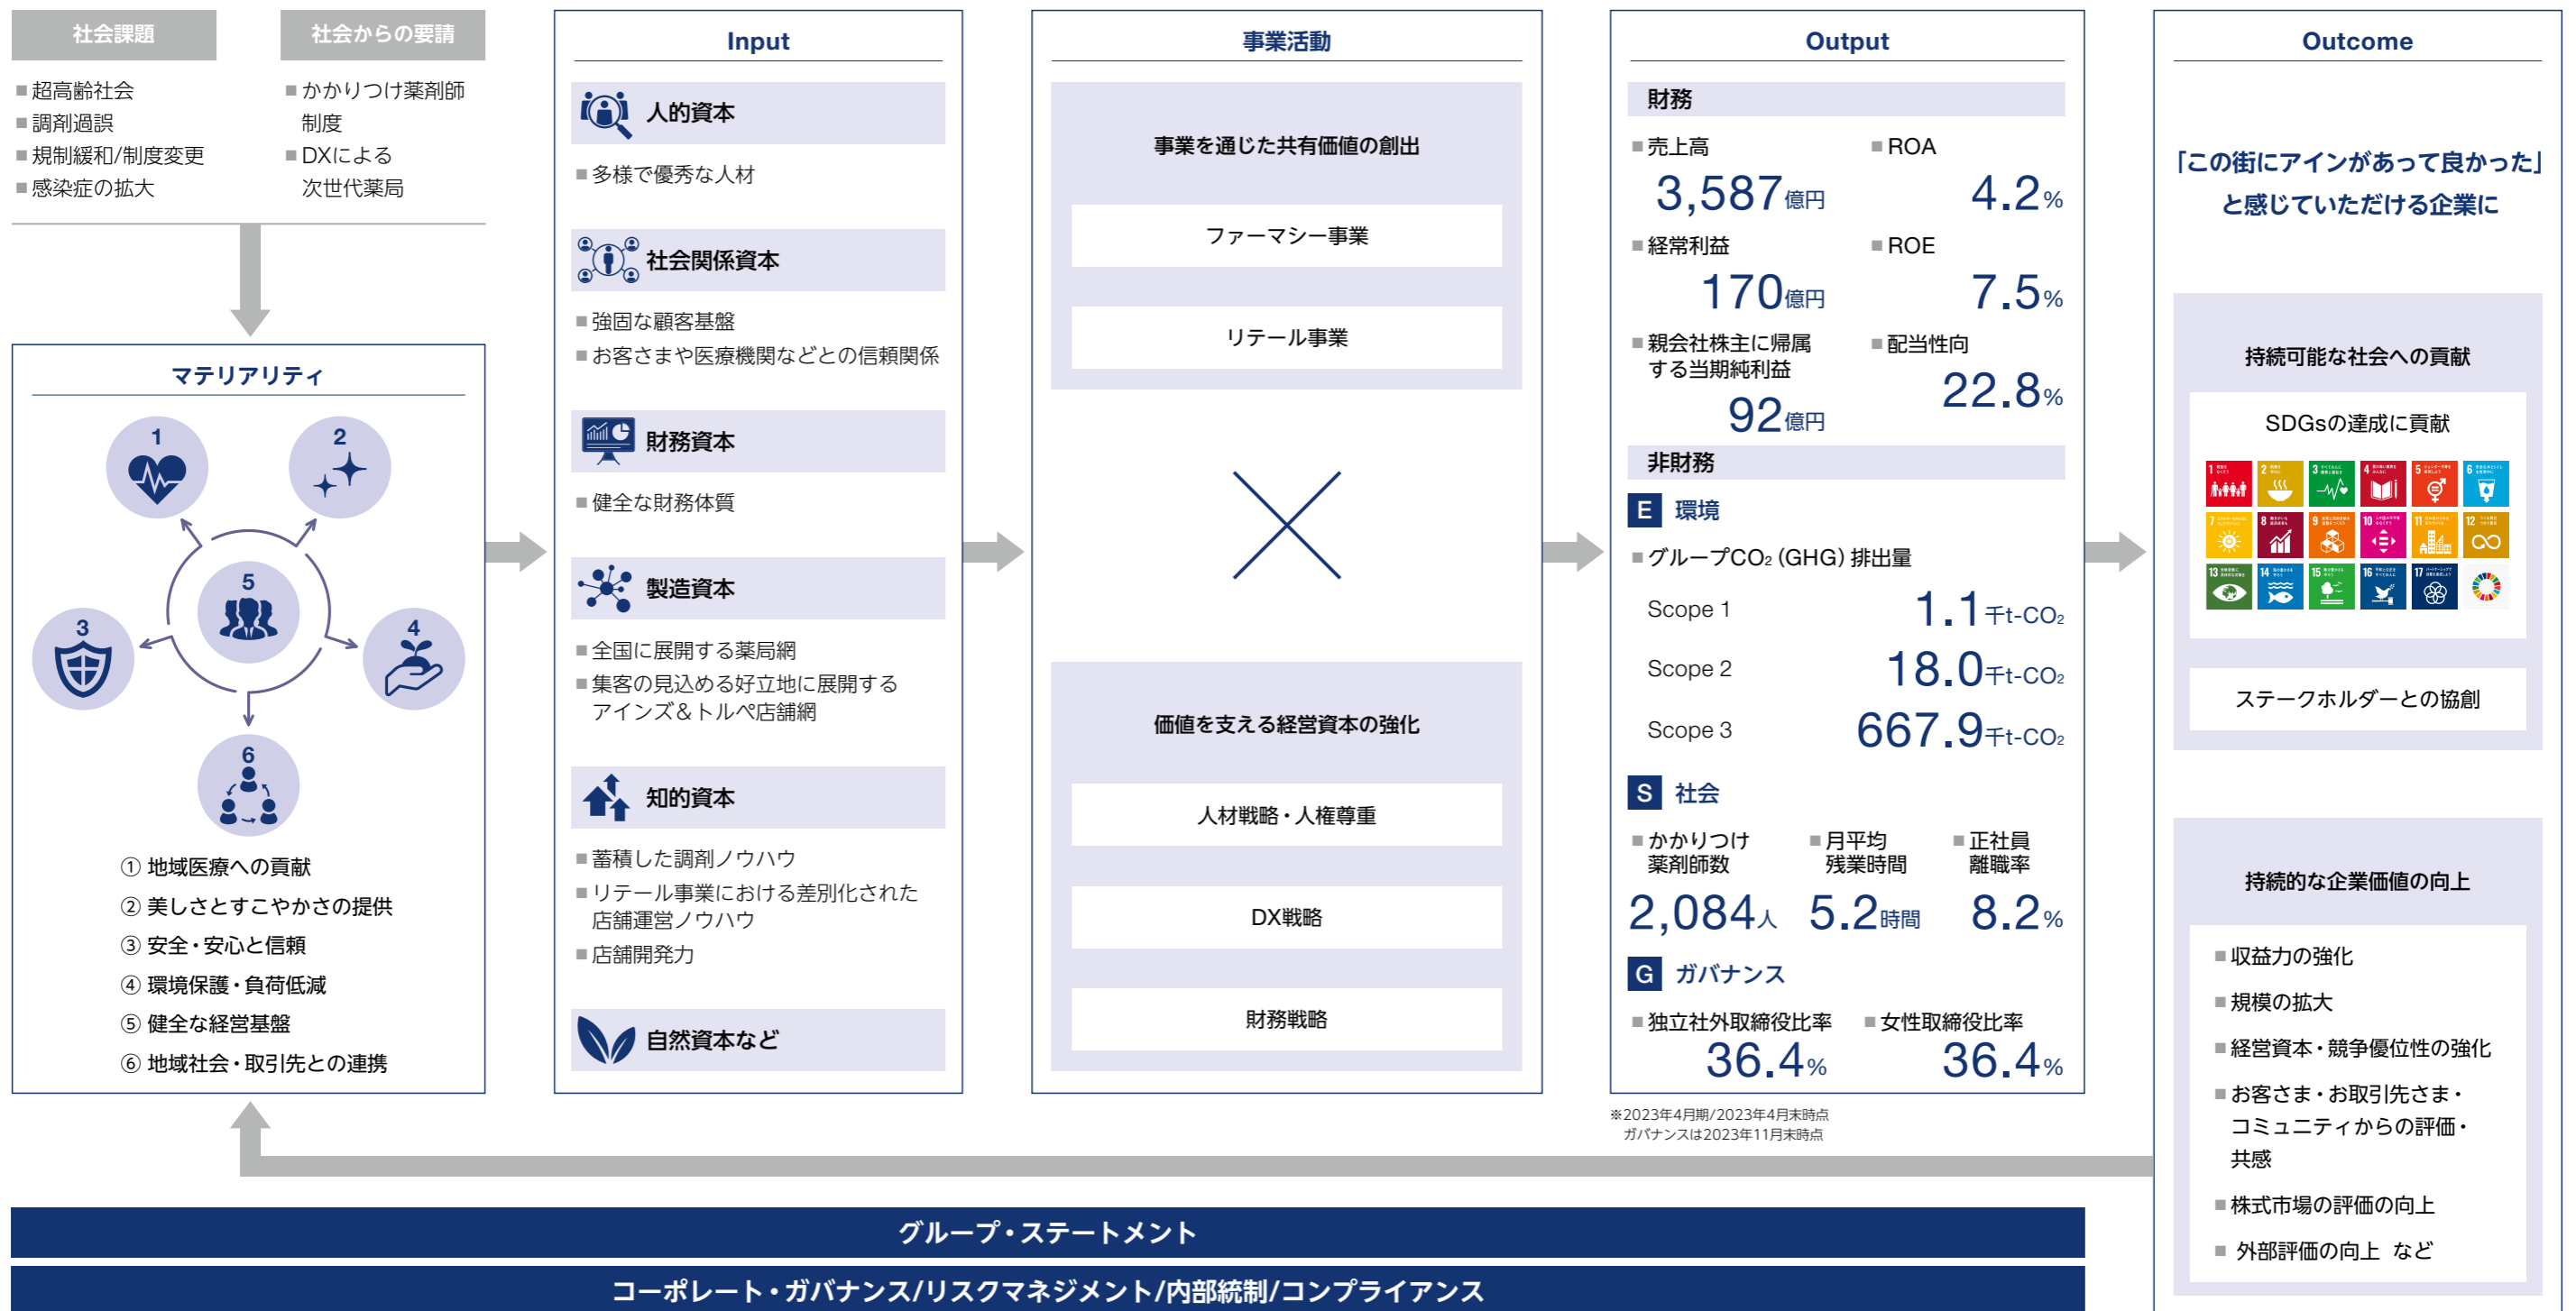 社会課題
■超高齢社会
■調剤過誤
■規制緩和/制度変更
■感染症の拡大
社会からの要請
■かかりつけ薬剤師
制度
■DXによる
次世代薬局
マテリアリティ
1
2
3
4
5
6
① 地域医療への貢献
② 美しさとすこやかさの提供
③ 安全・安心と信頼
④ 環境保護・負荷低減
⑤ 健全な経営基盤
⑥ 地域社会・取引先との連携
Input
人的資本
■多様で優秀な人材
社会関係資本
■強固な顧客基盤
■お客さまや医療機関などとの信頼関係
財務資本
■健全な財務体質
製造資本
■全国に展開する薬局網
■集客の見込める好立地に展開する
アインズ&トルペ店舗網
知的資本
■蓄積した調剤ノウハウ
■リテール事業における差別化された
店舗運営ノウハウ
■店舗開発力
自然資本など
事業活動
事業を通じた共有価値の創出
ファーマシー事業
リテール事業
価値を支える経営資本の強化
人材戦略・人権尊重
DX戦略
財務戦略
Output
財務
■売上高
3,587億円
■ROA
4.2%
■経常利益
170億円
■ROE
7.5%
■親会社株主に帰属
する当期純利益
92億円
■配当性向
22.8%
非財務
E 環境
■グループCO₂(GHG)排出量
Scope 1 1.1千t-CO₂
Scope 2 18.0千t-CO₂
Scope 3 667.9千t-CO₂
S 社会
■かかりつけ
薬剤師数
2,084人
■月平均
残業時間
5.2時間
■正社員
離職率
8.2%
G ガバナンス
■独立社外取締役比率
36.4%
■女性取締役比率
36.4%
※2023年4月期/2023年4月末時点
ガバナンスは2023年11月末時点
Outcome
「この街にアインがあって良かった」
と感じていただける企業に
持続可能な社会への貢献
SDGsの達成に貢献
1
2
3
4
5
6
7
8
9
10
11
12
13
14
15
16
17
ステークホルダーとの協創
持続的な企業価値の向上
■収益力の強化
■規模の拡大
■経営資本・競争優位性の強化
■お客さま・お取引先さま・
コミュニティからの評価・
共感
■株式市場の評価の向上
■外部評価の向上 など
グループ・ステートメント
コーポレート・ガバナンス/リスクマネジメント/内部統制/コンプライアンス